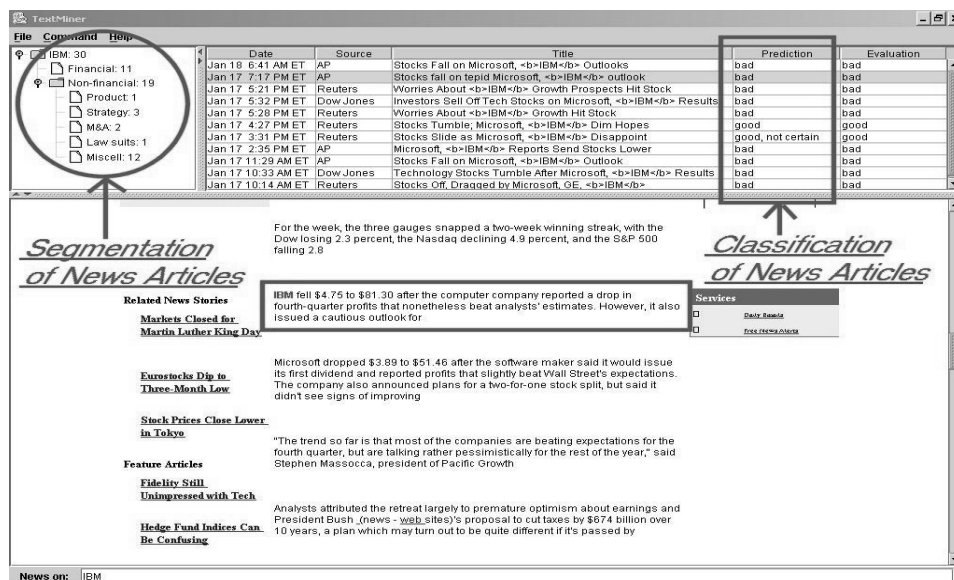 TextMiner
File Command Help
IBM: 30
Financial: 11
Non-financial: 19
Product: 1
Strategy: 3
M&A: 2
Law suits: 1
Miscell: 12
Date Source Title Prediction Evaluation
Jan 18 6:41 AM ET AP Stocks Fall on Microsoft, <b>IBM</b> Outlooks bad bad
Jan 17 7:17 PM ET AP Stocks fall on tepid Microsoft, <b>IBM</b> outlook bad bad
Jan 17 5:21 PM ET Reuters Worries About <b>IBM</b> Growth Prospects Hit Stock bad bad
Jan 17 5:32 PM ET Dow Jones Investors Sell Off Tech Stocks on Microsoft, <b>IBM</b> Results bad bad
Jan 17 5:28 PM ET Reuters Worries About <b>IBM</b> Growth Hit Stock bad bad
Jan 17 4:27 PM ET Reuters Stocks Tumble; Microsoft, <b>IBM</b> Dim Hopes good good
Jan 17 3:31 PM ET Reuters Stocks Slide as Microsoft, <b>IBM</b> Disappoint good, not certain good
Jan 17 2:35 PM ET AP Microsoft, <b>IBM</b> Reports Send Stocks Lower bad bad
Jan 17 11:29 AM ET AP Stocks Fall on Microsoft, <b>IBM</b> Outlook bad bad
Jan 17 10:33 AM ET Dow Jones Technology Stocks Tumble After Microsoft, <b>IBM</b> Results bad bad
Jan 17 10:14 AM ET Reuters Stocks Off, Dragged by Microsoft, GE, <b>IBM</b> bad bad
Segmentation
of News Articles
Classification
of News Articles
For the week, the three gauges snapped a two-week winning streak, with the
Dow losing 2.3 percent, the Nasdaq declining 4.9 percent, and the S&P 500
falling 2.8
IBM fell $4.75 to $81.30 after the computer company reported a drop in
fourth-quarter profits that nonetheless beat analysts' estimates. However, it also
issued a cautious outlook for
Services
Daily Emails
Free News Alerts
Related News Stories
Markets Closed for
Martin Luther King Day
Eurostocks Dip to
Three-Month Low
Stock Prices Close Lower
in Tokyo
Feature Articles
Fidelity Still
Unimpressed with Tech
Hedge Fund Indices Can
Be Confusing
Microsoft dropped $3.89 to $51.46 after the software maker said it would issue
its first dividend and reported profits that slightly beat Wall Street's expectations.
The company also announced plans for a two-for-one stock split, but said it
didn't see signs of improving
"The trend so far is that most of the companies are beating expectations for the
fourth quarter, but are talking rather pessimistically for the rest of the year," said
Stephen Massocca, president of Pacific Growth
Analysts attributed the retreat largely to premature optimism about earnings and
President Bush (news - web sites)'s proposal to cut taxes by $674 billion over
10 years, a plan which may turn out to be quite different if it's passed by
News on: IBM